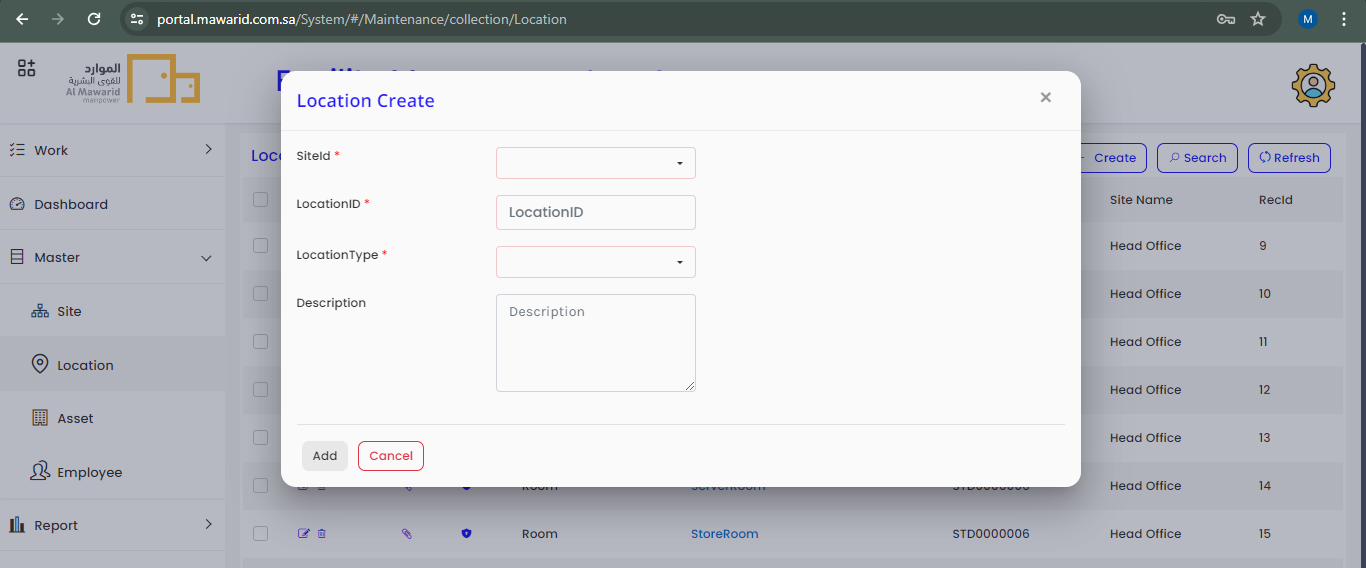 portal.mawarid.com.sa/System/#/Maintenance/collection/Location
M
الموارد
للقوى البشرية
Al Mawarid
manpower
Location Create
×
Work
Dashboard
Master
Site
Location
Asset
Employee
Report
SiteId *
LocationID *
LocationID
LocationType *
Description
Description
Add
Cancel
Create
Search
Refresh
Site Name
RecId
Head Office
9
Head Office
10
Head Office
11
Head Office
12
Head Office
13
Room
ServerRoom
Head Office
14
Room
StoreRoom
STD0000006
Head Office
15